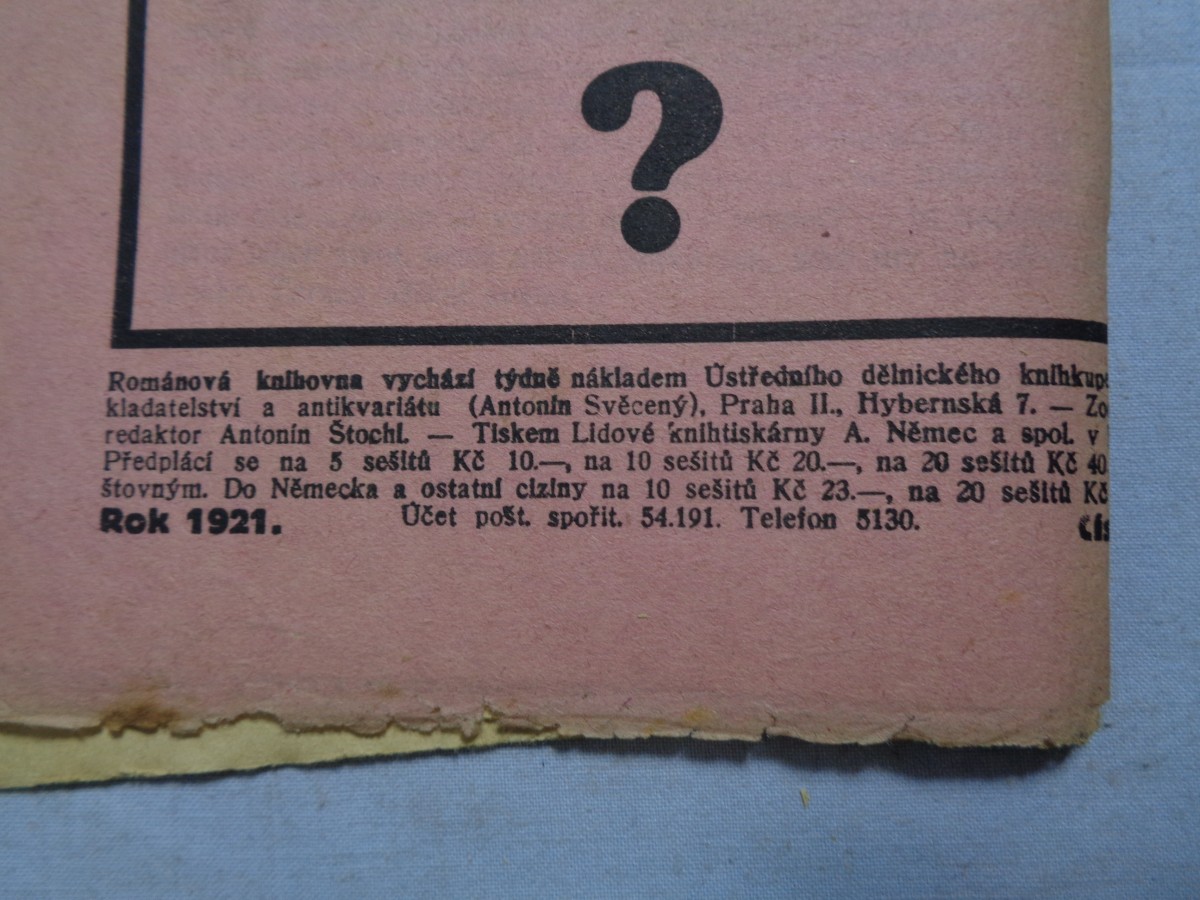 ?
Románová knihovna vychází týdně nákladem Ústředního dělnického knihkupe
kladatelství a antikvariátu (Antonín Svěcený), Praha II., Hybernská 7. — Zo
redaktor Antonín Štochl. — Tiskem Lidové knihtiskárny A. Němec a spol. v
Předplácí se na 5 sešitů Kč 10.—, na 10 sešitů Kč 20.—, na 20 sešitů Kč 40
štovným. Do Německa a ostatní ciziny na 10 sešitů Kč 23.—, na 20 sešitů Kč
Rok 1921. Účet pošt. spořit. 54.191. Telefon 5130. Čís